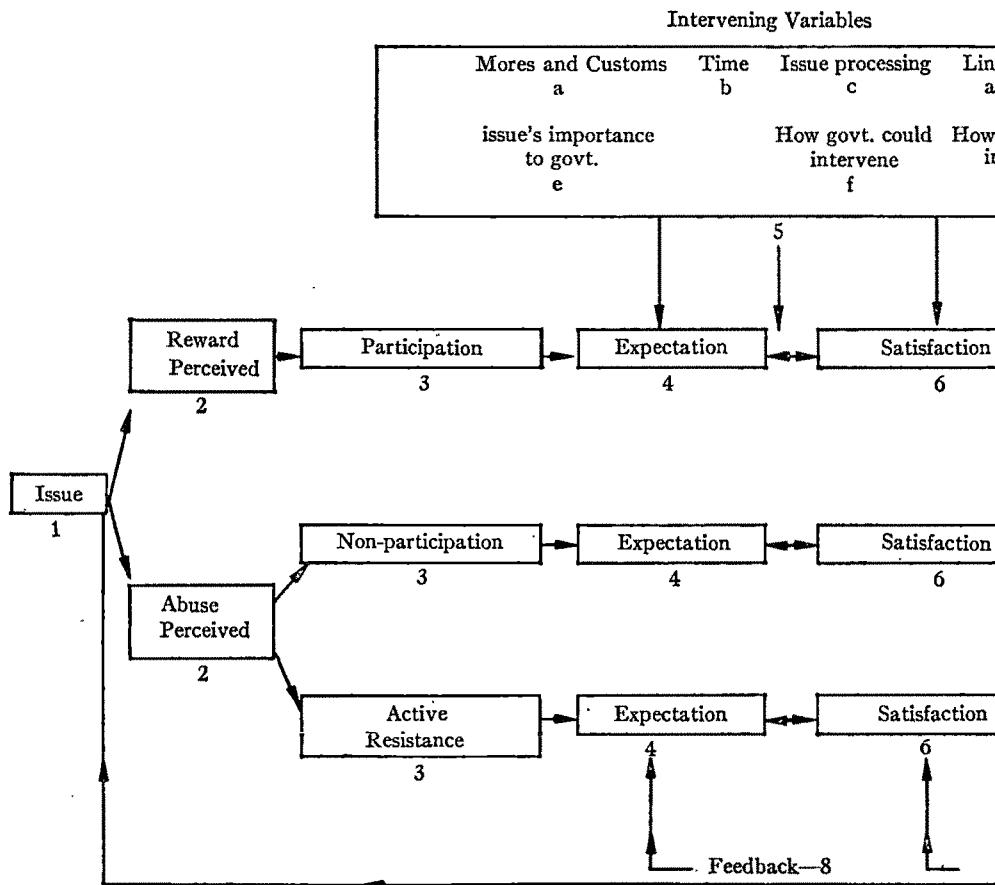 Intervening Variables
Mores and Customs Time Issue processing
a b c a
issue's importance How govt. could How
to govt. intervene
e f
5
Reward Participation Expectation Satisfaction
Perceived 3 4 6
2
Issue
1
Non-participation Expectation Satisfaction
3 4 6
Abuse
Perceived
2
Active Expectation Satisfaction
Resistance 4 6
3
Feedback—8